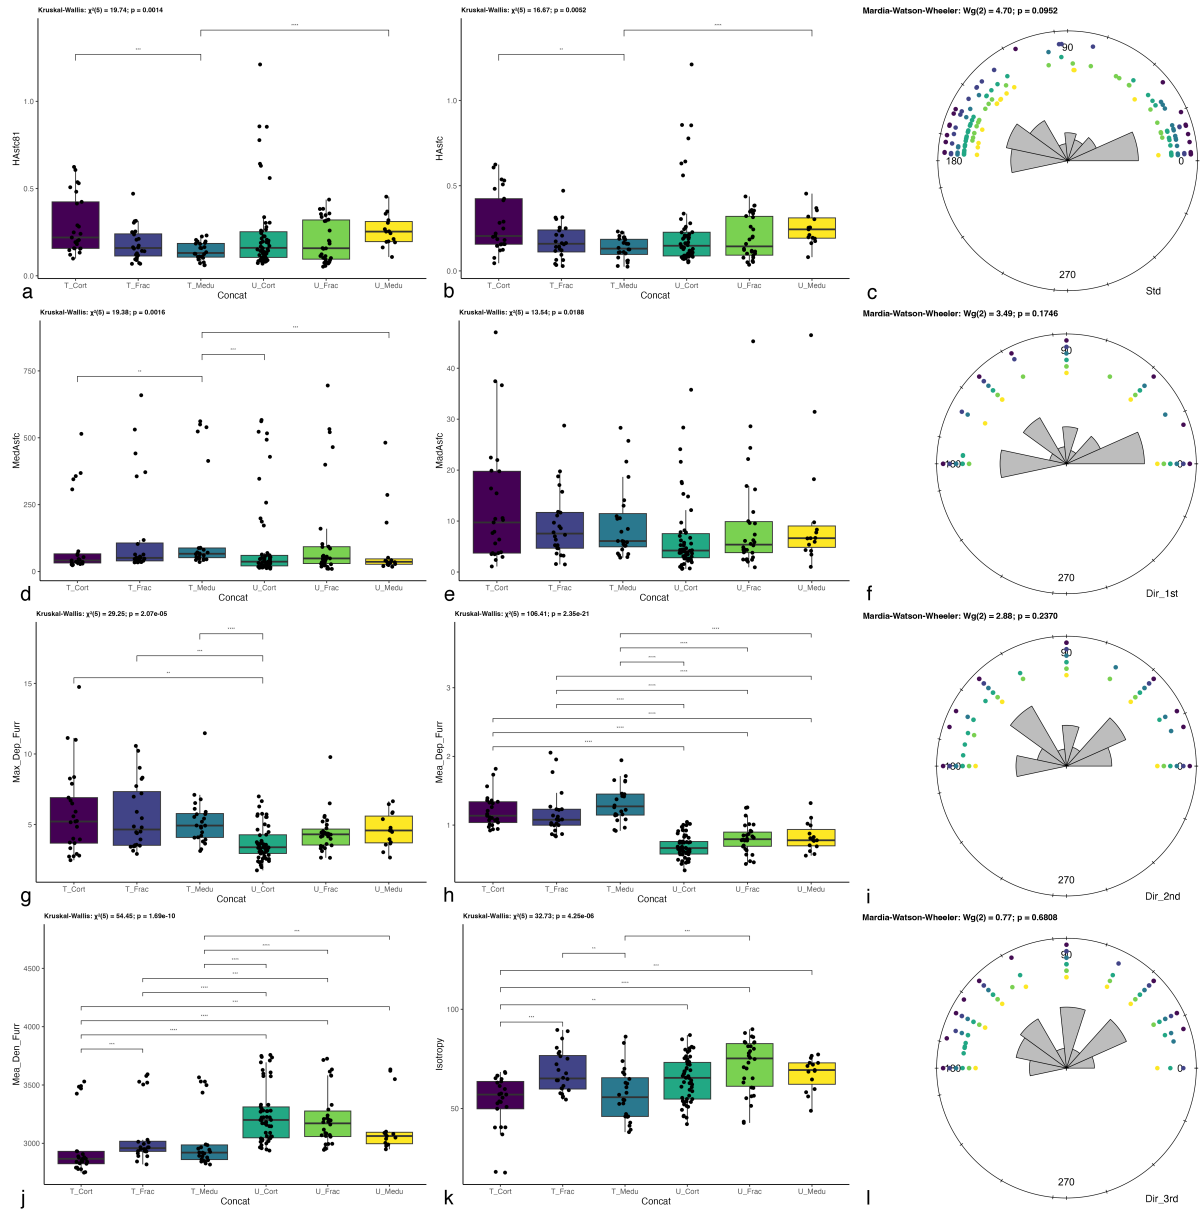 Kruskal-Wallis: χ²(5) = 19.74; p = 0.0014
****
***
HAsfc81
1.0
0.5
0.0
T_Cort T_Frac T_Medu U_Cort U_Frac U_Medu
Concat
a
Kruskal-Wallis: χ²(5) = 16.67; p = 0.0052
****
**
HAsfc
1.0
0.5
0.0
T_Cort T_Frac T_Medu U_Cort U_Frac U_Medu
Concat
b
Mardia-Watson-Wheeler: Wg(2) = 4.70; p = 0.0952
90
180
0
270
c
Std
Kruskal-Wallis: χ²(5) = 19.38; p = 0.0016
***
***
**
MedAsfc
750
500
250
0
T_Cort T_Frac T_Medu U_Cort U_Frac U_Medu
Concat
d
Kruskal-Wallis: χ²(5) = 13.54; p = 0.0188
MadAsfc
40
30
20
10
0
T_Cort T_Frac T_Medu U_Cort U_Frac U_Medu
Concat
e
Mardia-Watson-Wheeler: Wg(2) = 3.49; p = 0.1746
90
180
0
270
f
Dir_1st
Kruskal-Wallis: χ²(5) = 29.25; p = 2.07e-05
****
***
**
Max_Dep_Furr
15
10
5
T_Cort T_Frac T_Medu U_Cort U_Frac U_Medu
Concat
g
Kruskal-Wallis: χ²(5) = 106.41; p = 2.35e-21
****
****
****
****
****
****
****
****
****
Mea_Dep_Furr
3
2
1
T_Cort T_Frac T_Medu U_Cort U_Frac U_Medu
Concat
h
Mardia-Watson-Wheeler: Wg(2) = 2.88; p = 0.2370
90
180
0
270
i
Dir_2nd
Kruskal-Wallis: χ²(5) = 54.45; p = 1.69e-10
***
****
****
***
****
***
****
****
***
Mea_Den_Furr
4500
4000
3500
3000
T_Cort T_Frac T_Medu U_Cort U_Frac U_Medu
Concat
j
Kruskal-Wallis: χ²(5) = 32.73; p = 4.25e-06
***
**
***
****
**
***
Isotropy
100
50
T_Cort T_Frac T_Medu U_Cort U_Frac U_Medu
Concat
k
Mardia-Watson-Wheeler: Wg(2) = 0.77; p = 0.6808
90
180
0
270
l
Dir_3rd